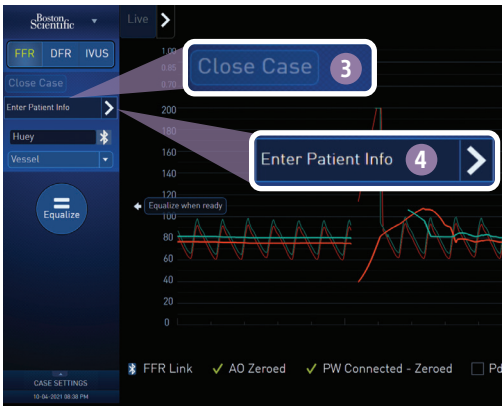 Boston
Scientific
Live
FFR DFR IVUS
Close Case
Enter Patient Info
Huey
Vessel
Equalize
CASE SETTINGS
10-04-2021 08:38 PM
Close Case 3
Enter Patient Info 4
1.00
0.85
0.70
200
180
160
140
120
100
80
60
40
20
0
Equalize when ready
FFR Link AO Zeroed PW Connected - Zeroed Pd